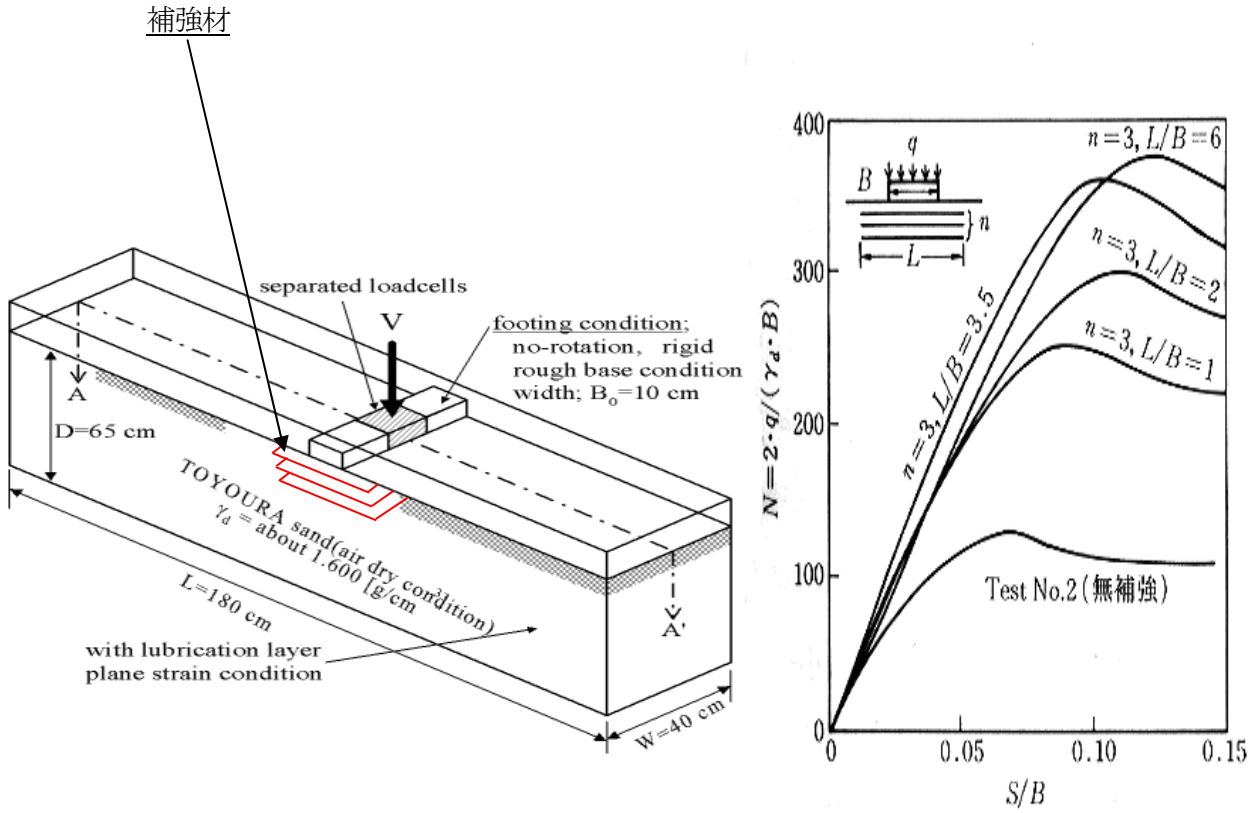 補強材
separated loadcells
V
footing condition;
no-rotation, rigid
rough base condition
width; B₀=10 cm
A
D=65 cm
TOYOURA sand(air dry condition)
γd = about 1.600 [g/cm³]
L=180 cm
with lubrication layer
plane strain condition
A'
W=40 cm
N=2·q/(γd·B)
400
300
200
100
0
q
B
n
L
n=3, L/B=6
n=3, L/B=3.5
n=3, L/B=2
n=3, L/B=1
Test No.2(無補強)
0
0.05
0.10
0.15
S/B